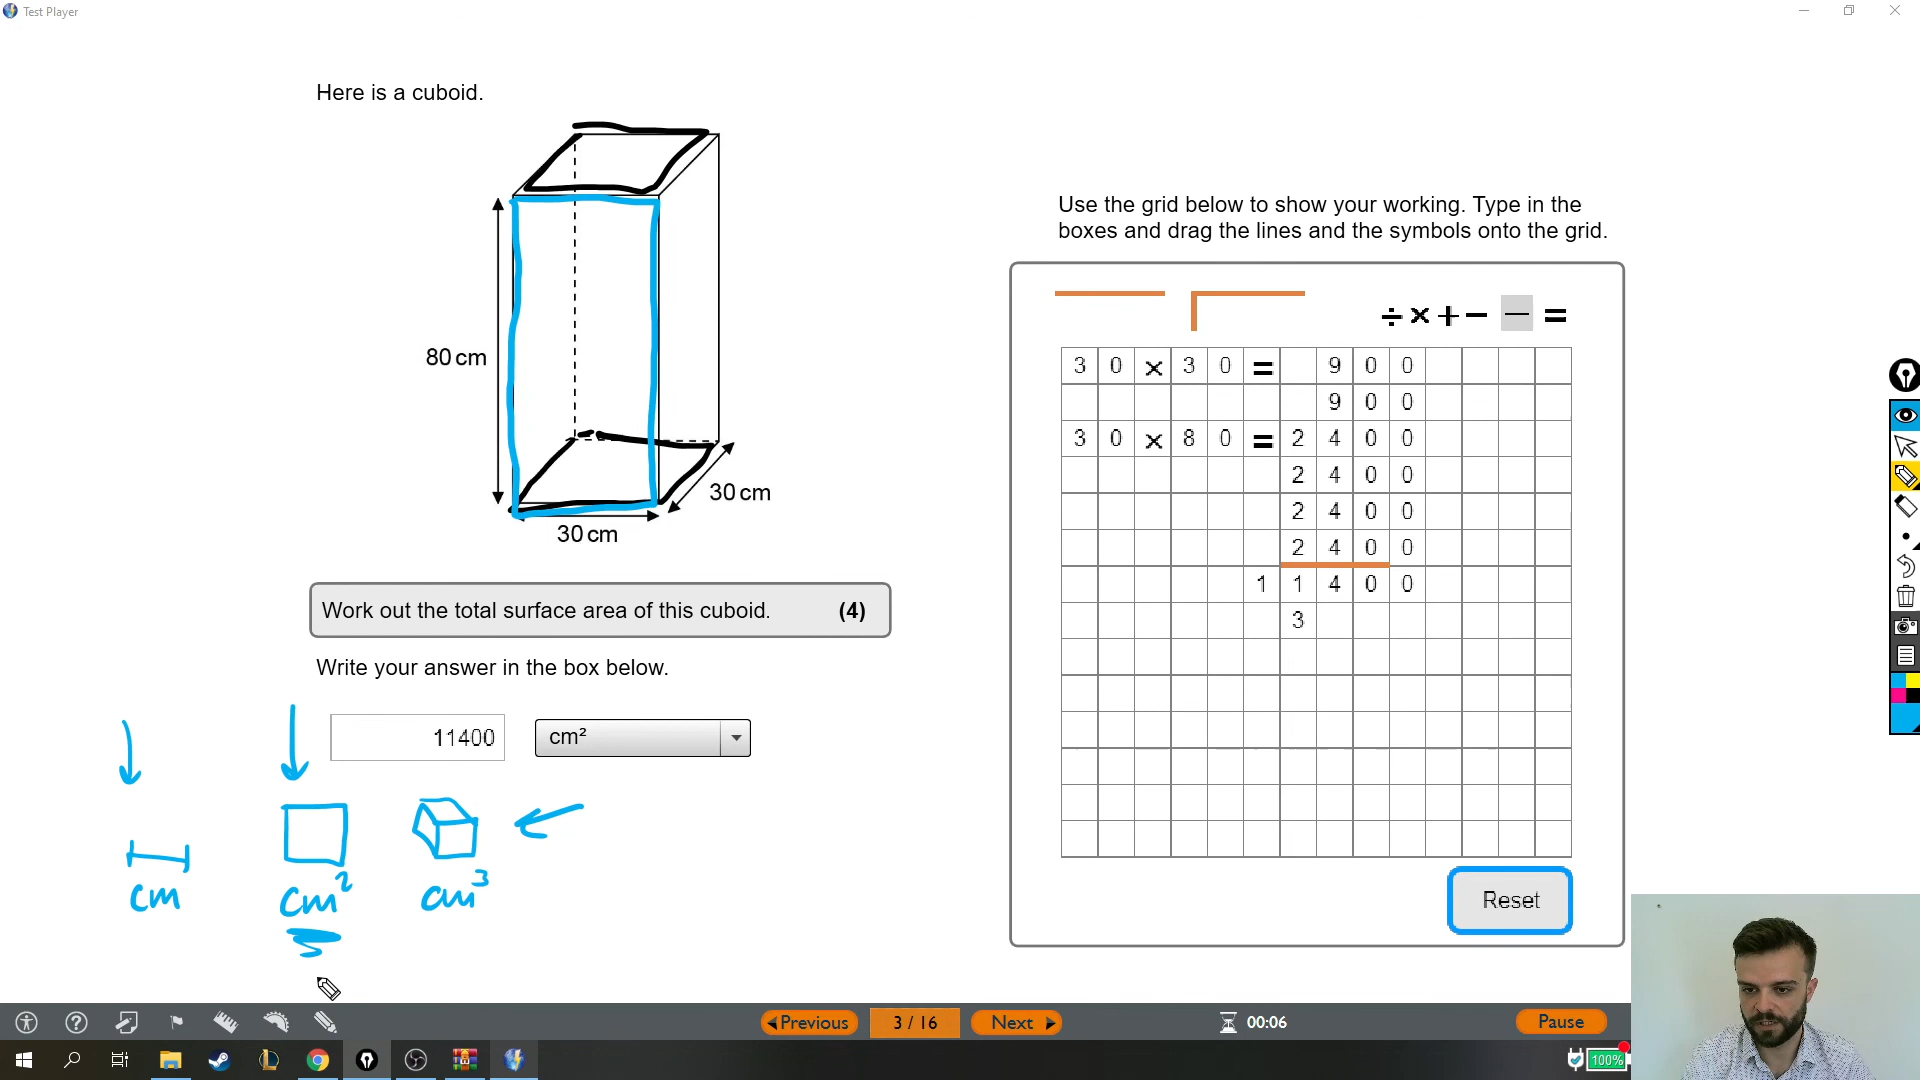 Test Player
Here is a cuboid.
80 cm
30 cm
30 cm
Work out the total surface area of this cuboid. (4)
Write your answer in the box below.
11400 cm²
cm cm² cm³
Use the grid below to show your working. Type in the
boxes and drag the lines and the symbols onto the grid.
÷ × + − − =
3 0 × 3 0 = 9 0 0
9 0 0
3 0 × 8 0 = 2 4 0 0
2 4 0 0
2 4 0 0
2 4 0 0
1 1 4 0 0
3
Reset
Previous 3 / 16 Next 00:06 Pause
100%